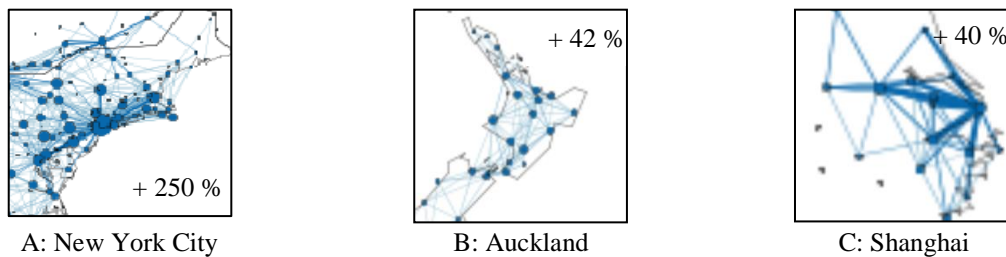 + 250 %
+ 42 %
+ 40 %
A: New York City
B: Auckland
C: Shanghai